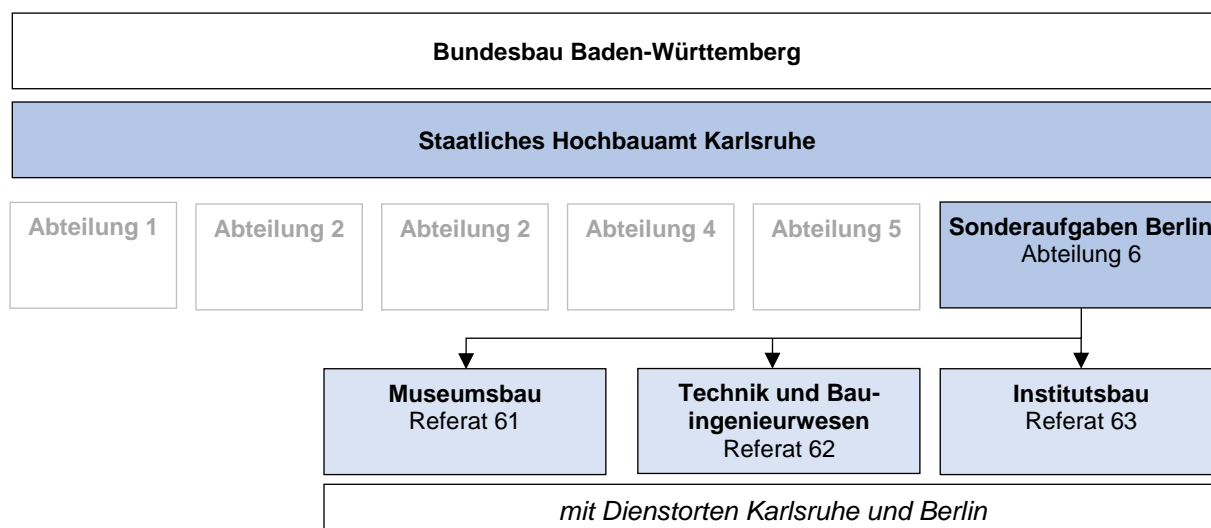 Bundesbau Baden-Württemberg
Staatliches Hochbauamt Karlsruhe
Abteilung 1
Abteilung 2
Abteilung 2
Abteilung 4
Abteilung 5
Sonderaufgaben Berlin
Abteilung 6
Museumsbau
Referat 61
Technik und Bau-
ingenieurwesen
Referat 62
Institutsbau
Referat 63
mit Dienstorten Karlsruhe und Berlin